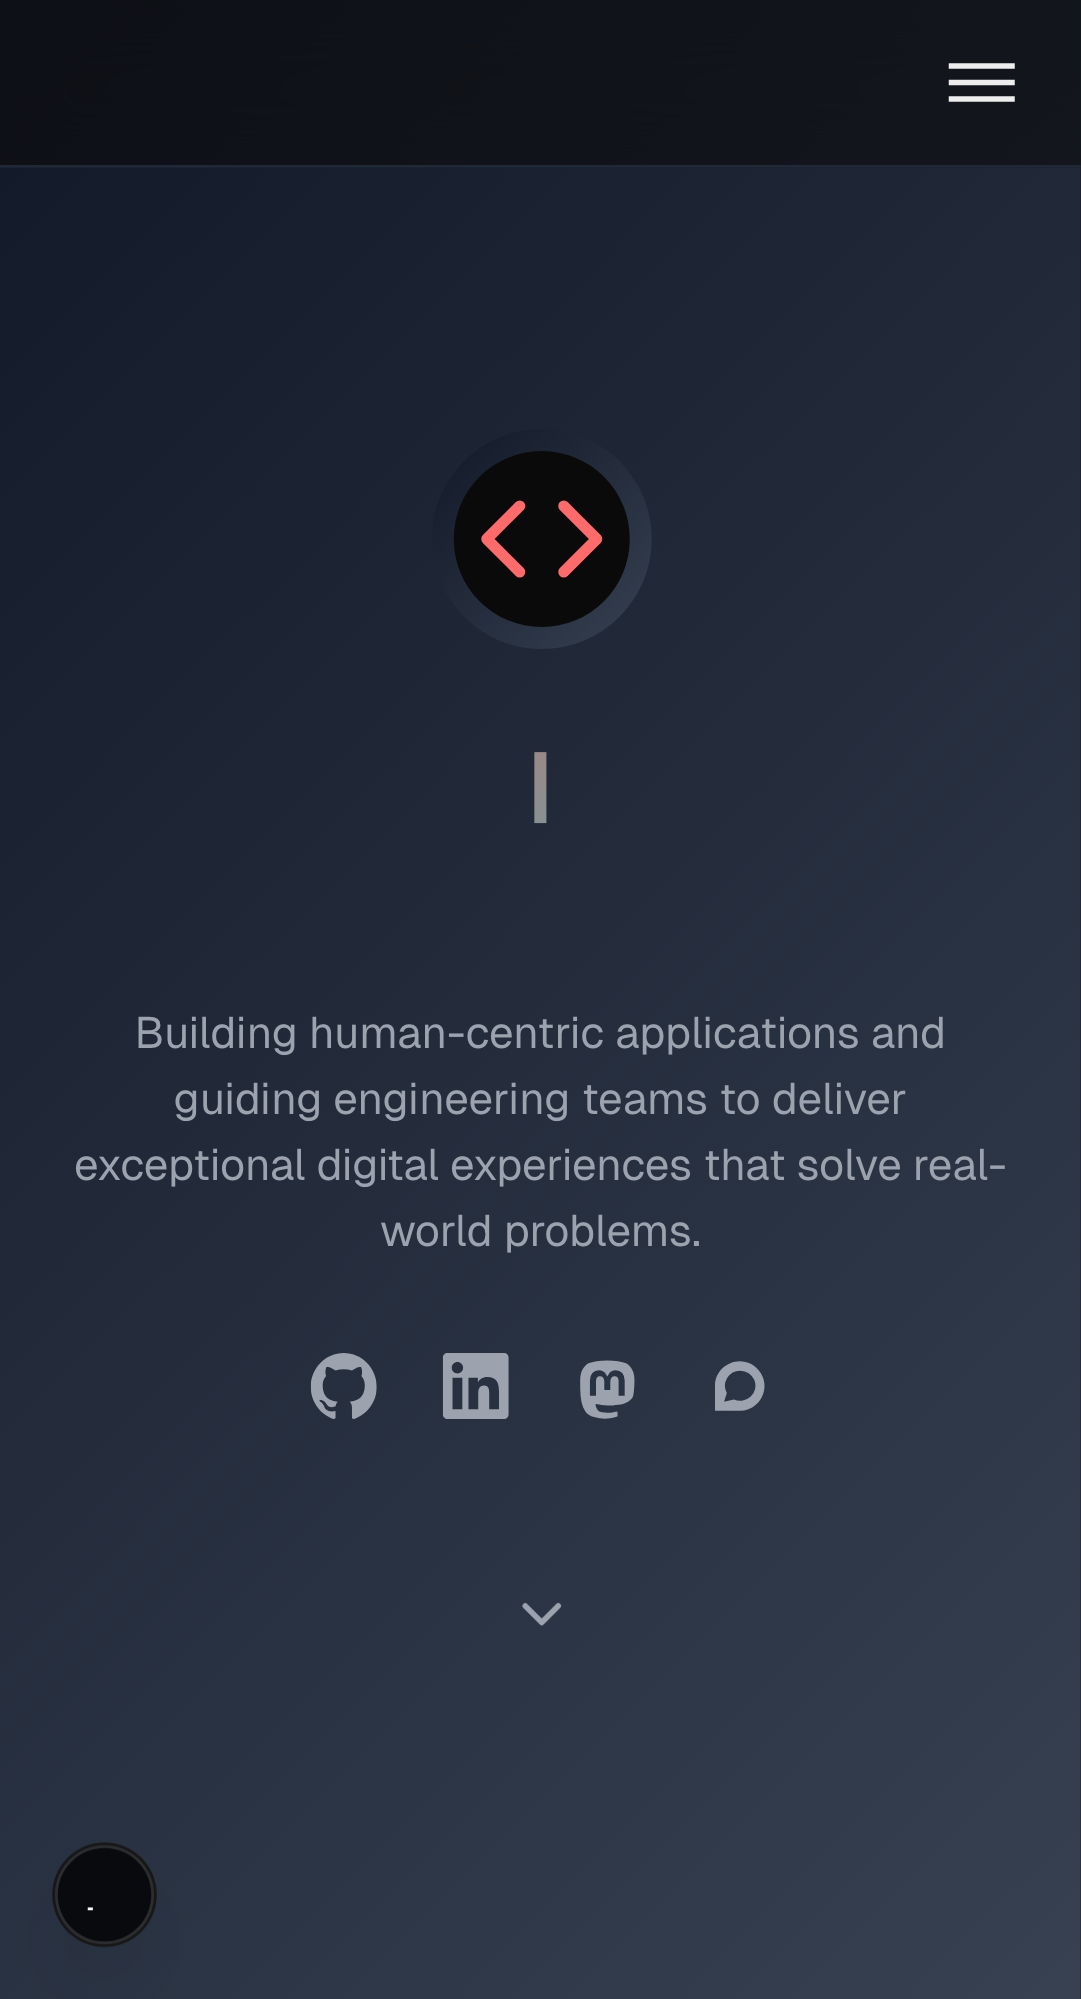 Building human-centric applications and
guiding engineering teams to deliver
exceptional digital experiences that solve real-
world problems.